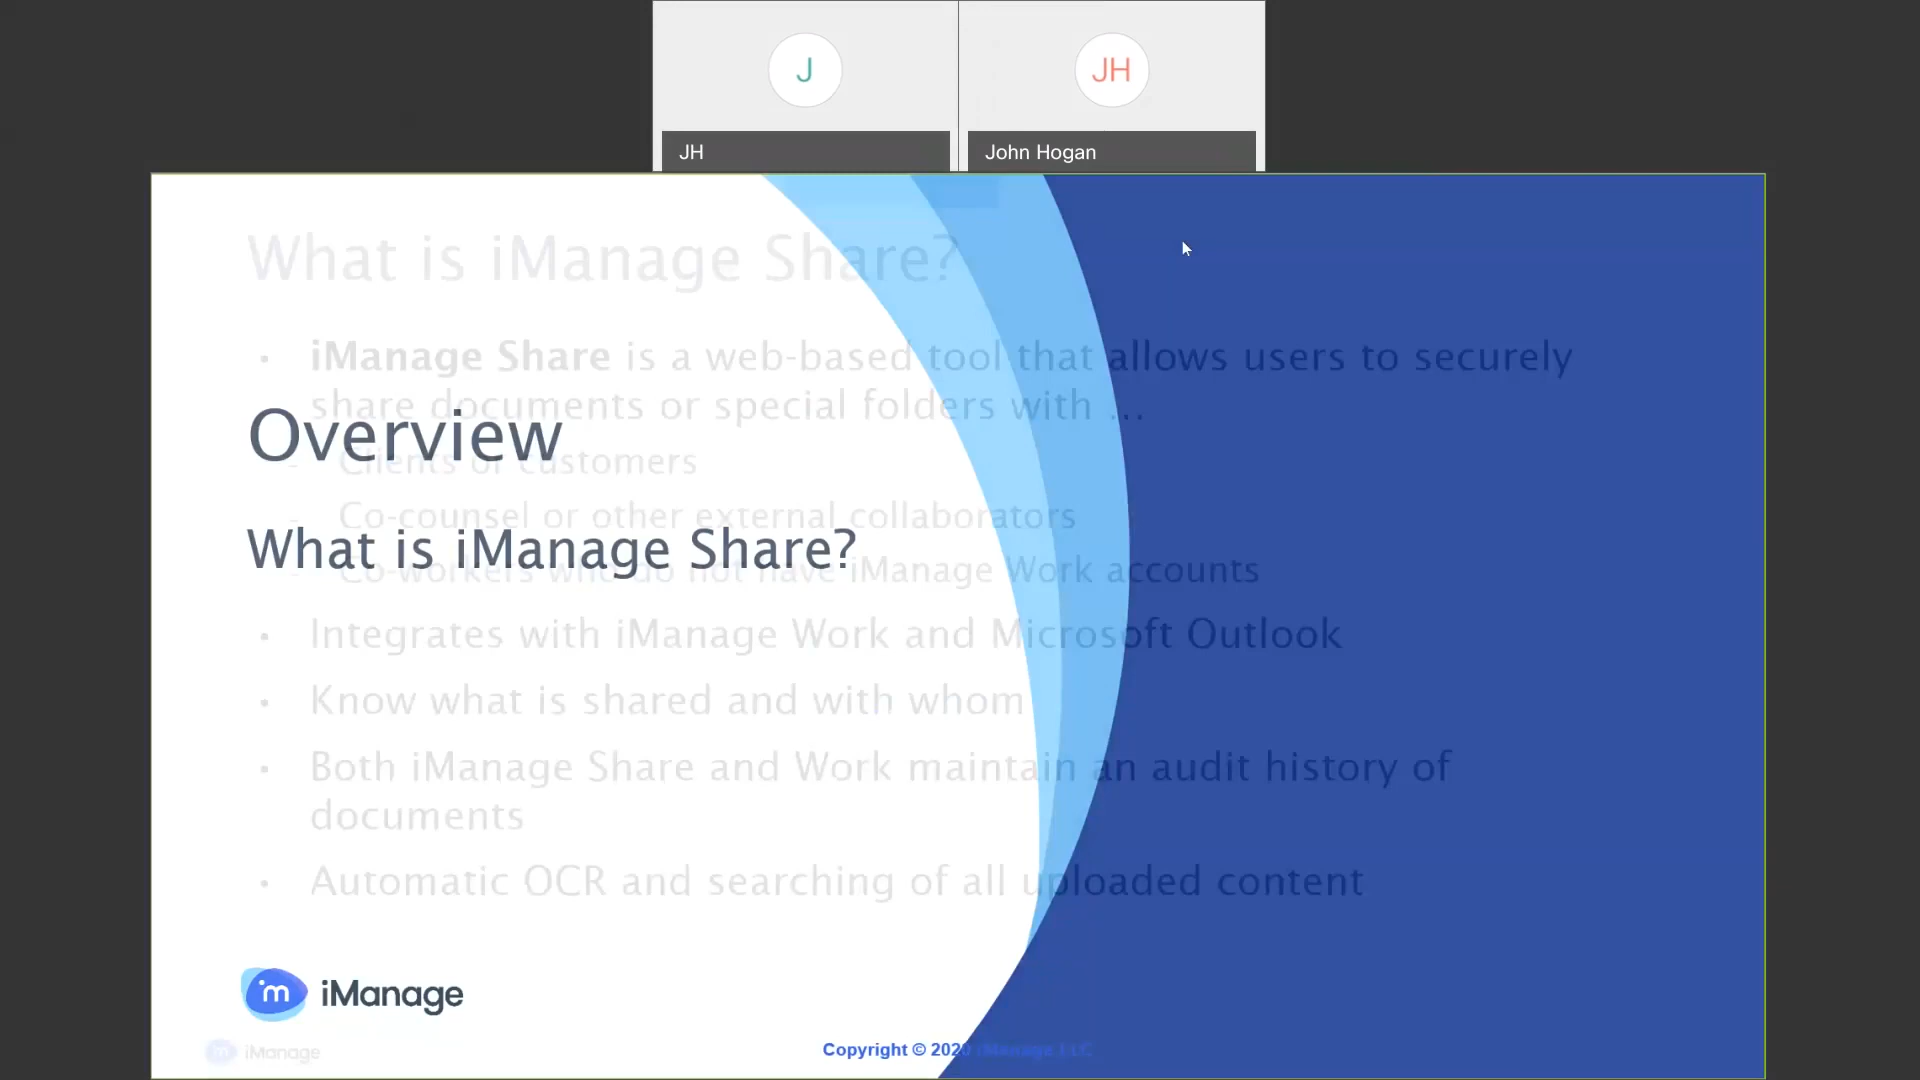 J
JH
JH
John Hogan
What is iManage Share?
• iManage Share is a web-based tool that allows users to securely
share documents or special folders with ...
Overview
- Clients or customers
- Co-counsel or other external collaborators
What is iManage Share?
- Co-workers who do not have iManage Work accounts
• Integrates with iManage Work and Microsoft Outlook
• Know what is shared and with whom
• Both iManage Share and Work maintain an audit history of
documents
• Automatic OCR and searching of all uploaded content
m iManage
m iManage
Copyright © 2020 iManage LLC